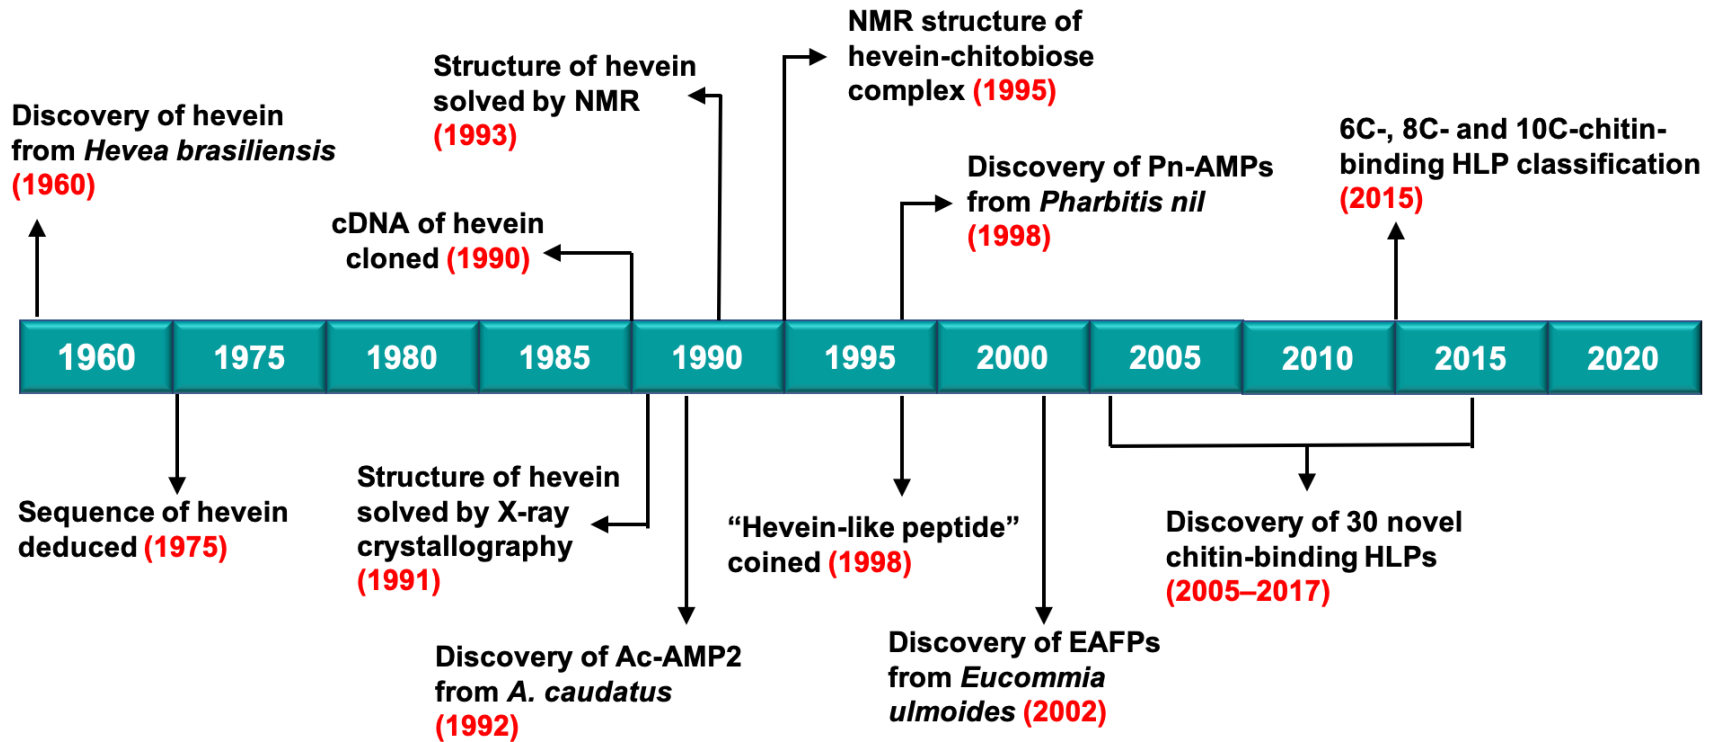 Discovery of hevein
from Hevea brasiliensis
(1960)
Structure of hevein
solved by NMR
(1993)
cDNA of hevein
cloned (1990)
NMR structure of
hevein-chitobiose
complex (1995)
Discovery of Pn-AMPs
from Pharbitis nil
(1998)
6C-, 8C- and 10C-chitin-
binding HLP classification
(2015)
1960 1975 1980 1985 1990 1995 2000 2005 2010 2015 2020
Sequence of hevein
deduced (1975)
Structure of hevein
solved by X-ray
crystallography
(1991)
Discovery of Ac-AMP2
from A. caudatus
(1992)
“Hevein-like peptide”
coined (1998)
Discovery of EAFPs
from Eucommia
ulmoides (2002)
Discovery of 30 novel
chitin-binding HLPs
(2005–2017)